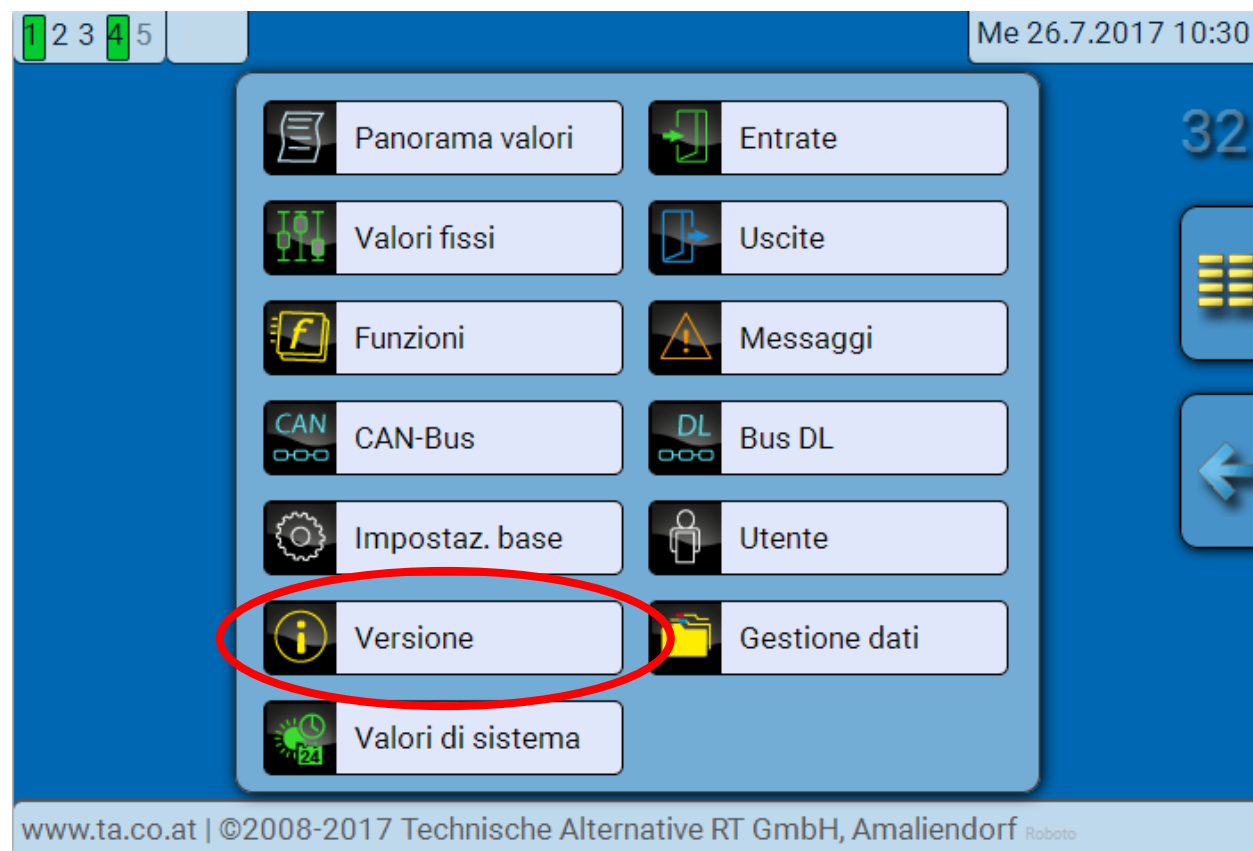 1 2 3 4 5
Me 26.7.2017 10:30
32
Panorama valori
Entrate
Valori fissi
Uscite
f Funzioni
Messaggi
CAN CAN-Bus
DL Bus DL
Impostaz. base
Utente
i Versione
Gestione dati
24 Valori di sistema
www.ta.co.at | ©2008-2017 Technische Alternative RT GmbH, Amaliendorf Roboto